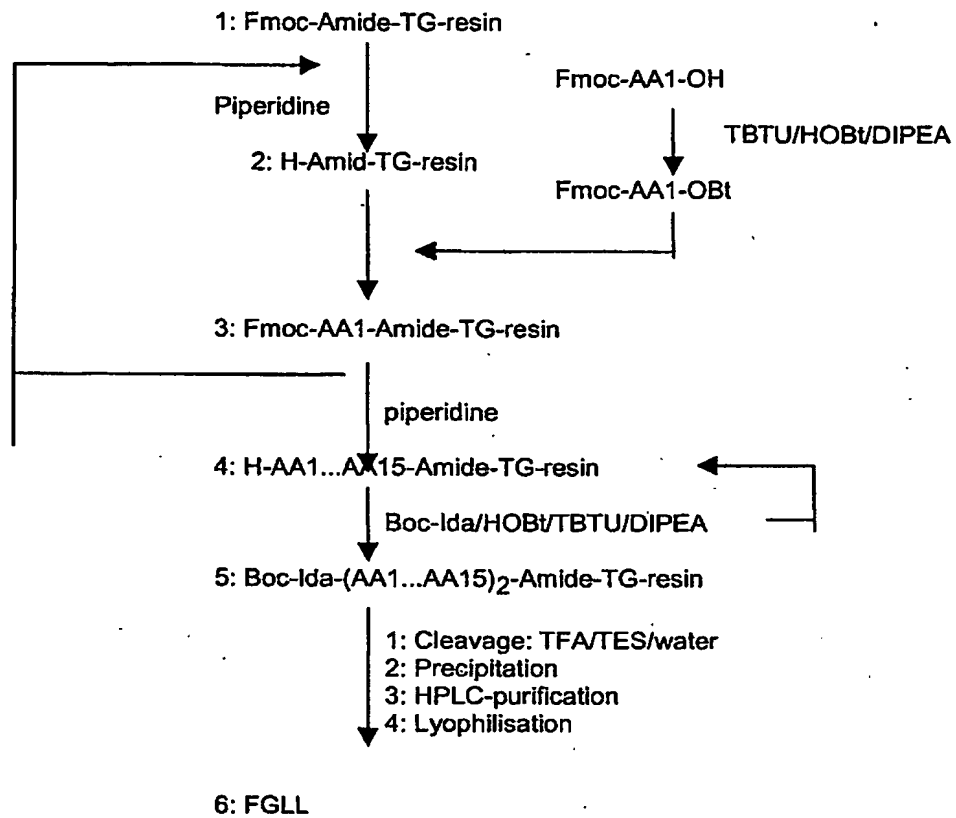 1: Fmoc-Amide-TG-resin
Piperidine
Fmoc-AA1-OH
TBTU/HOBt/DIPEA
2: H-Amid-TG-resin
Fmoc-AA1-OBt
3: Fmoc-AA1-Amide-TG-resin
piperidine
4: H-AA1...AA15-Amide-TG-resin
Boc-Ida/HOBt/TBTU/DIPEA
5: Boc-Ida-(AA1...AA15)2-Amide-TG-resin
1: Cleavage: TFA/TES/water
2: Precipitation
3: HPLC-purification
4: Lyophilisation
6: FGLL